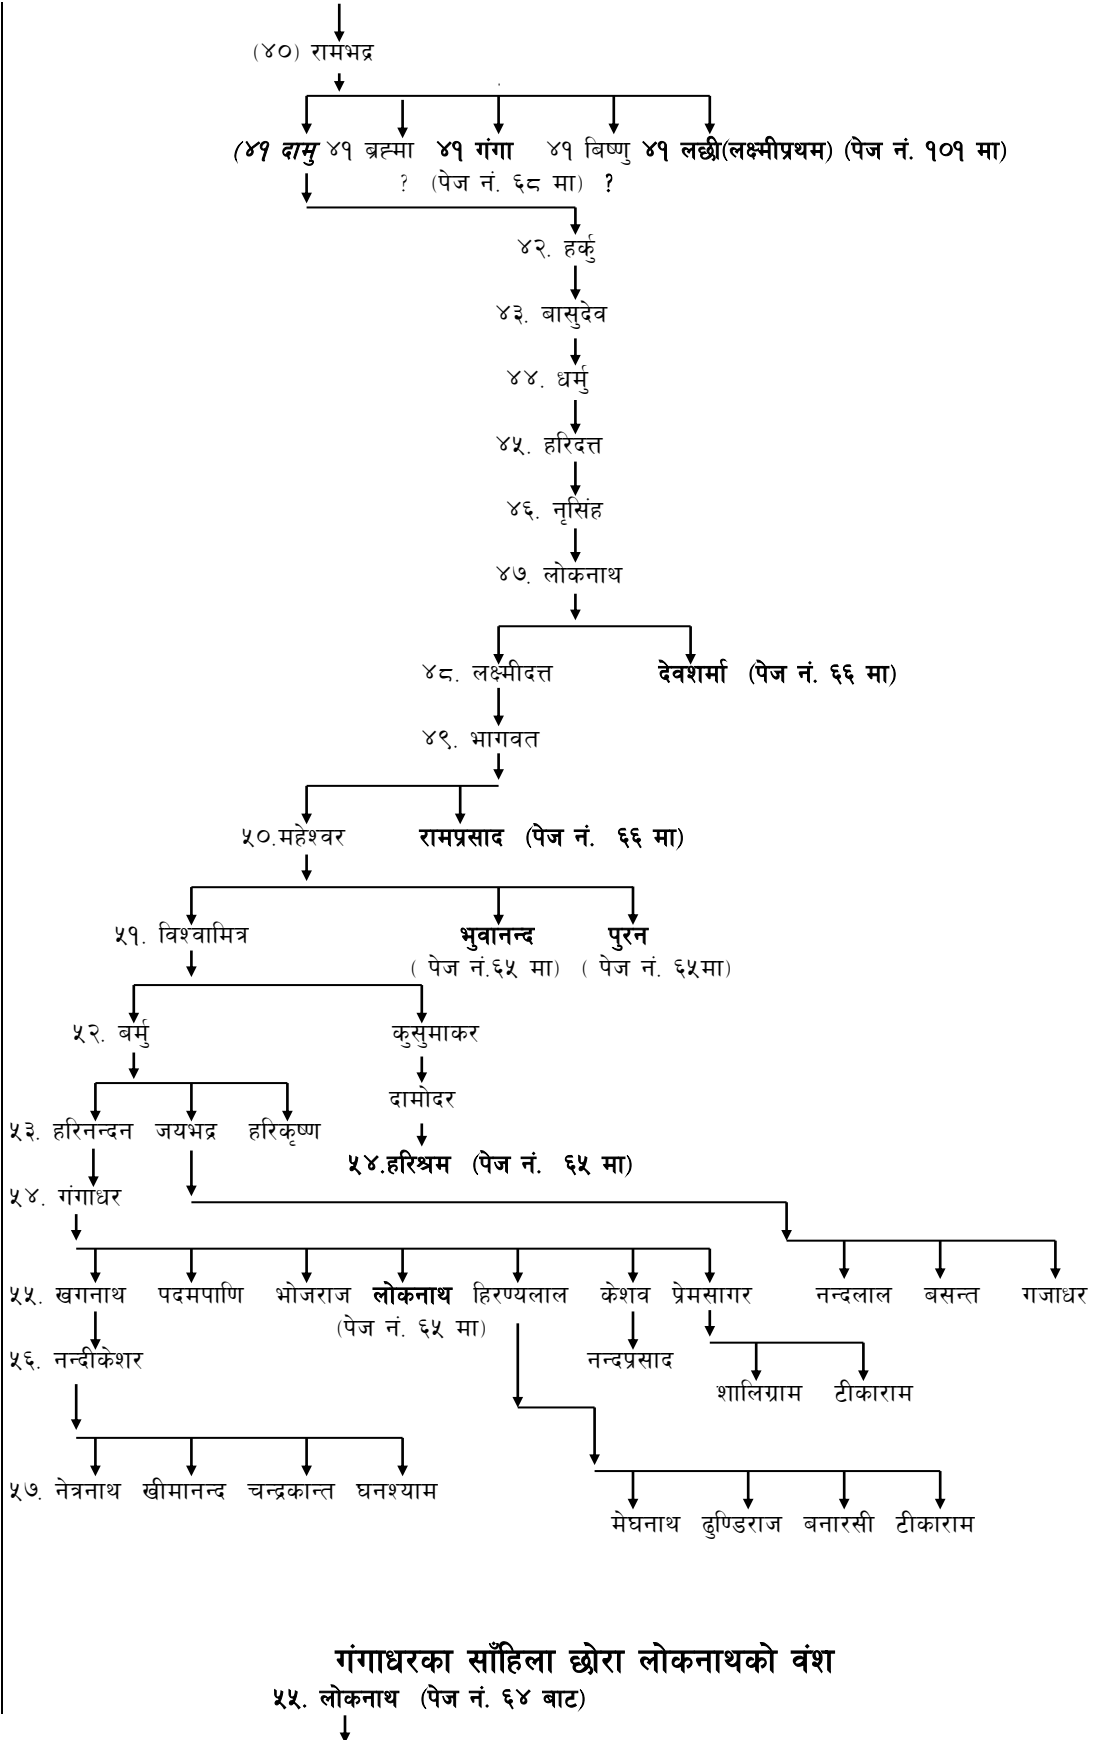 (४०) रामभद्र
(४१ दामु ४१ ब्रह्मा ४१ गंगा ४१ बिष्णु ४१ लछी(लक्ष्मीप्रथम) (पेज नं. १०१ मा)
? (पेज नं. ६८ मा) ?
४२. हर्कु
४३. बासुदेव
४४. धर्मु
४५. हरिदत्त
४६. नृसिंह
४७. लोकनाथ
४८. लक्ष्मीदत्त देवशर्मा (पेज नं. ६६ मा)
४९. भागवत
५०.महेश्वर रामप्रसाद (पेज नं. ६६ मा)
५१. विश्वामित्र भुवानन्द पुरन
( पेज नं.६५ मा) ( पेज नं. ६५मा)
५२. बर्मु कुसुमाकर
दामोदर
५३. हरिनन्दन जयभद्र हरिकृष्ण
५४.हरिश्रम (पेज नं. ६५ मा)
५४. गंगाधर
५५. खगनाथ पदमपाणि भोजराज लोकनाथ हिरण्यलाल केशव प्रेमसागर नन्दलाल बसन्त गजाधर
(पेज नं. ६५ मा)
५६. नन्दीकेशर नन्दप्रसाद
शालिग्राम टीकाराम
५७. नेत्रनाथ खीमानन्द चन्द्रकान्त घनश्याम
मेघनाथ ढुण्डिराज बनारसी टीकाराम
गंगाधरका साँहिला छोरा लोकनाथको वंश
५५. लोकनाथ (पेज नं. ६४ बाट)